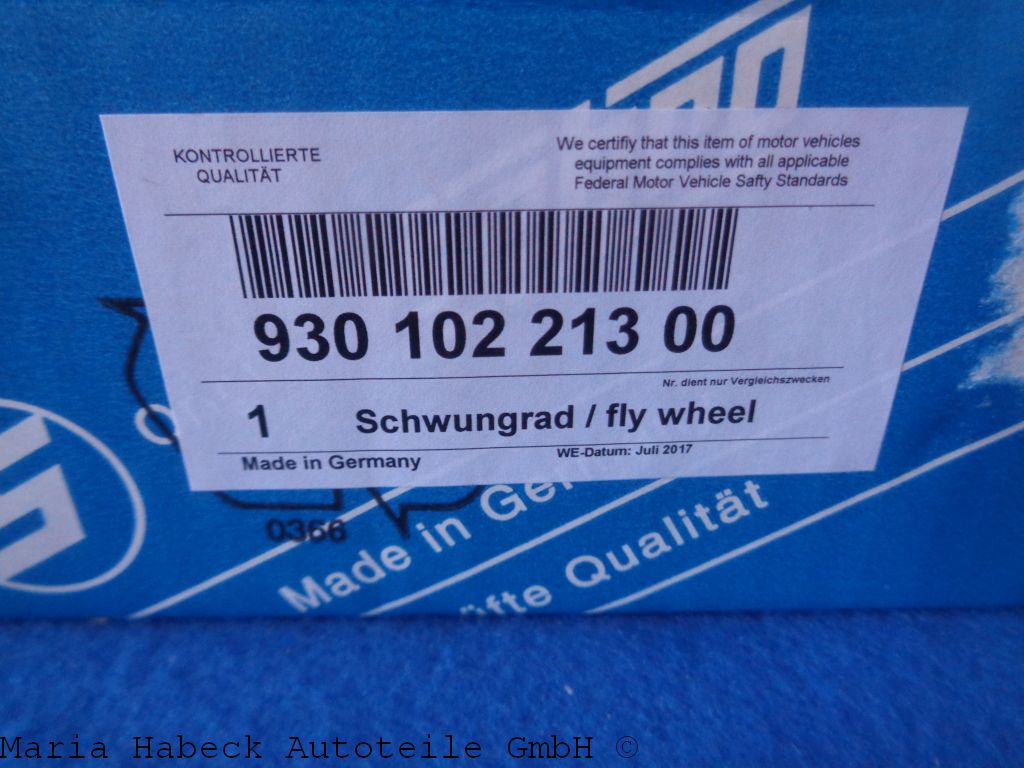 KONTROLLIERTE
QUALITÄT
We certifiy that this item of motor vehicles
equipment complies with all applicable
Federal Motor Vehicle Safty Standards
930 102 213 00
Nr. dient nur Vergleichszwecken
1 Schwungrad / fly wheel
Made in Germany
WE-Datum: Juli 2017
0366
Made in Ger
üfte Qualität
Maria Habeck Autoteile GmbH ©